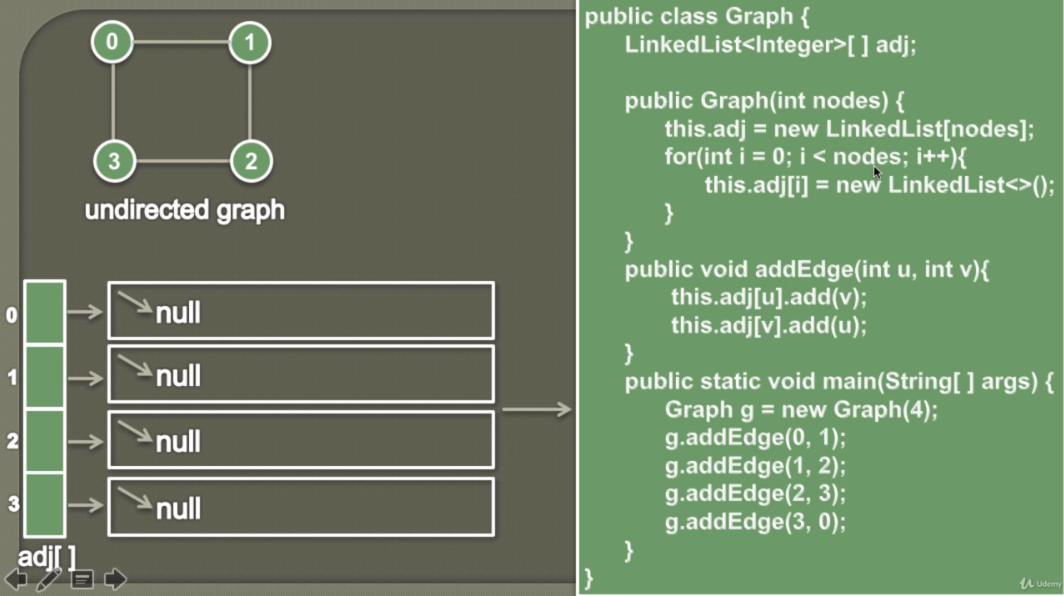 0 1
3 2
undirected graph
0 null
1 null
2 null
3 null
adj[ ]
public class Graph {
LinkedList<Integer>[ ] adj;
public Graph(int nodes) {
this.adj = new LinkedList[nodes];
for(int i = 0; i < nodes; i++){
this.adj[i] = new LinkedList<>();
}
}
public void addEdge(int u, int v){
this.adj[u].add(v);
this.adj[v].add(u);
}
public static void main(String[ ] args) {
Graph g = new Graph(4);
g.addEdge(0, 1);
g.addEdge(1, 2);
g.addEdge(2, 3);
g.addEdge(3, 0);
}
}
Udemy